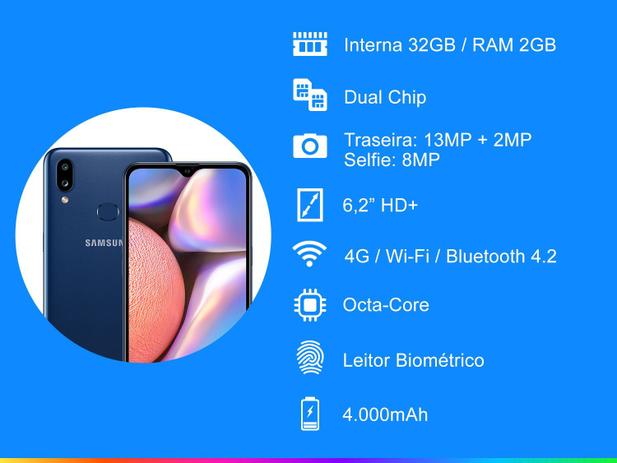 Interna 32GB / RAM 2GB
Dual Chip
Traseira: 13MP + 2MP
Selfie: 8MP
6,2” HD+
4G / Wi-Fi / Bluetooth 4.2
Octa-Core
Leitor Biométrico
4.000mAh
SAMSUN